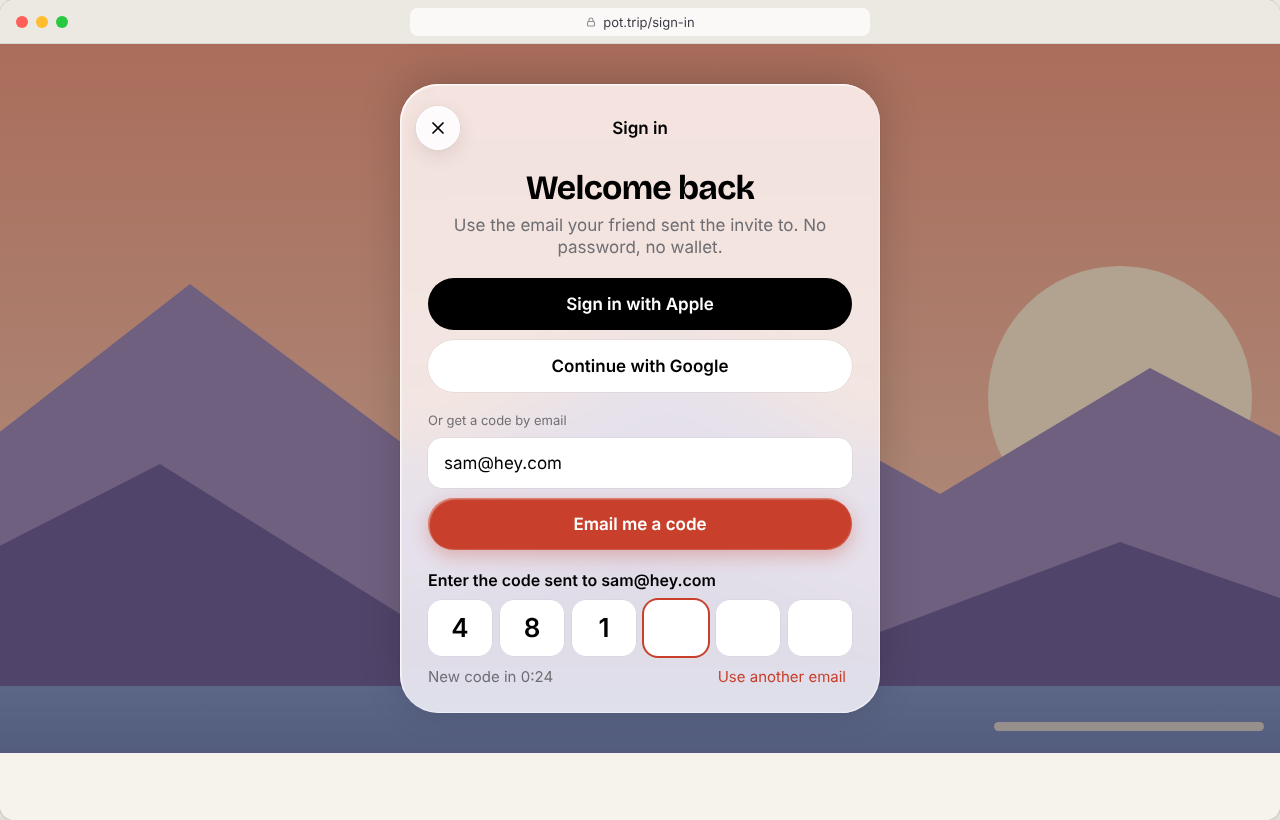 pot.trip/sign-in
Sign in
Welcome back
Use the email your friend sent the invite to. No
password, no wallet.
Sign in with Apple
Continue with Google
Or get a code by email
sam@hey.com
Email me a code
Enter the code sent to sam@hey.com
4 8 1
New code in 0:24
Use another email